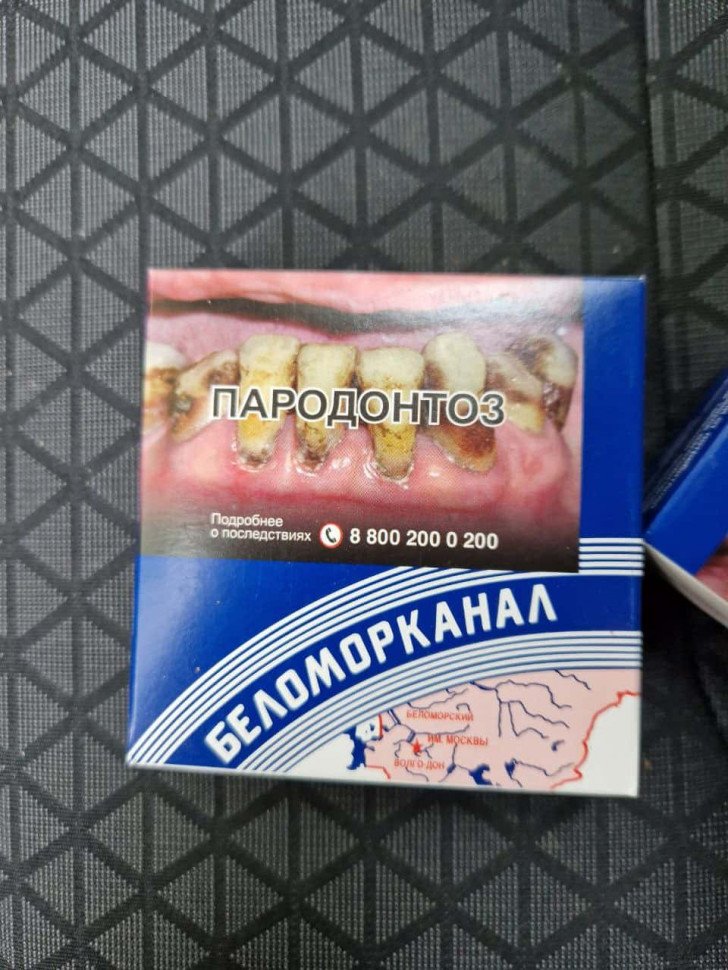 ПАРОДОНТОЗ
Подробнее
о последствиях 8 800 200 0 200
БЕЛОМОРКАНАЛ
БЕЛОМОРСКИЙ
ИМ. МОСКВЫ
ВОЛГО-ДОН